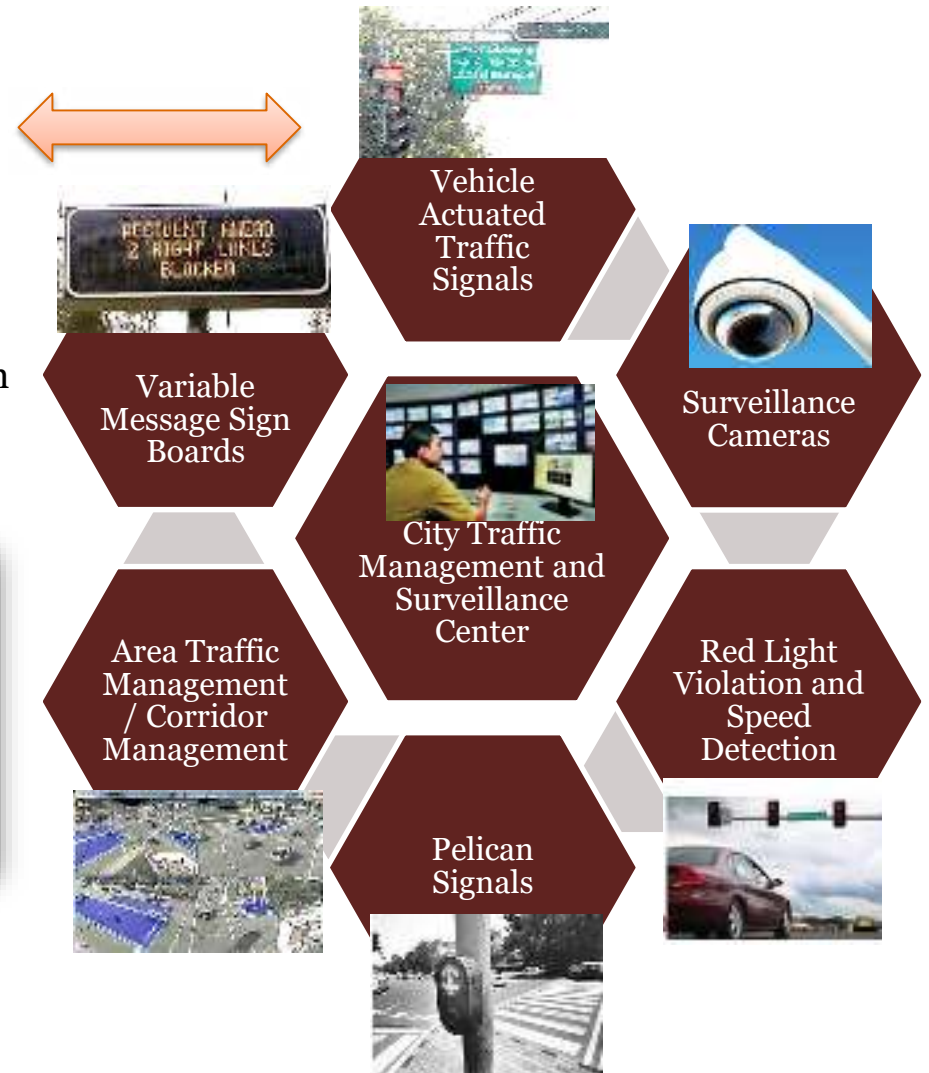 Vehicle
Actuated
Traffic
Signals
ACCIDENT AHEAD
2 RIGHT LANES
BLOCKED
n
Variable
Message Sign
Boards
Surveillance
Cameras
City Traffic
Management and
Surveillance
Center
Area Traffic
Management
/ Corridor
Management
Red Light
Violation and
Speed
Detection
Pelican
Signals